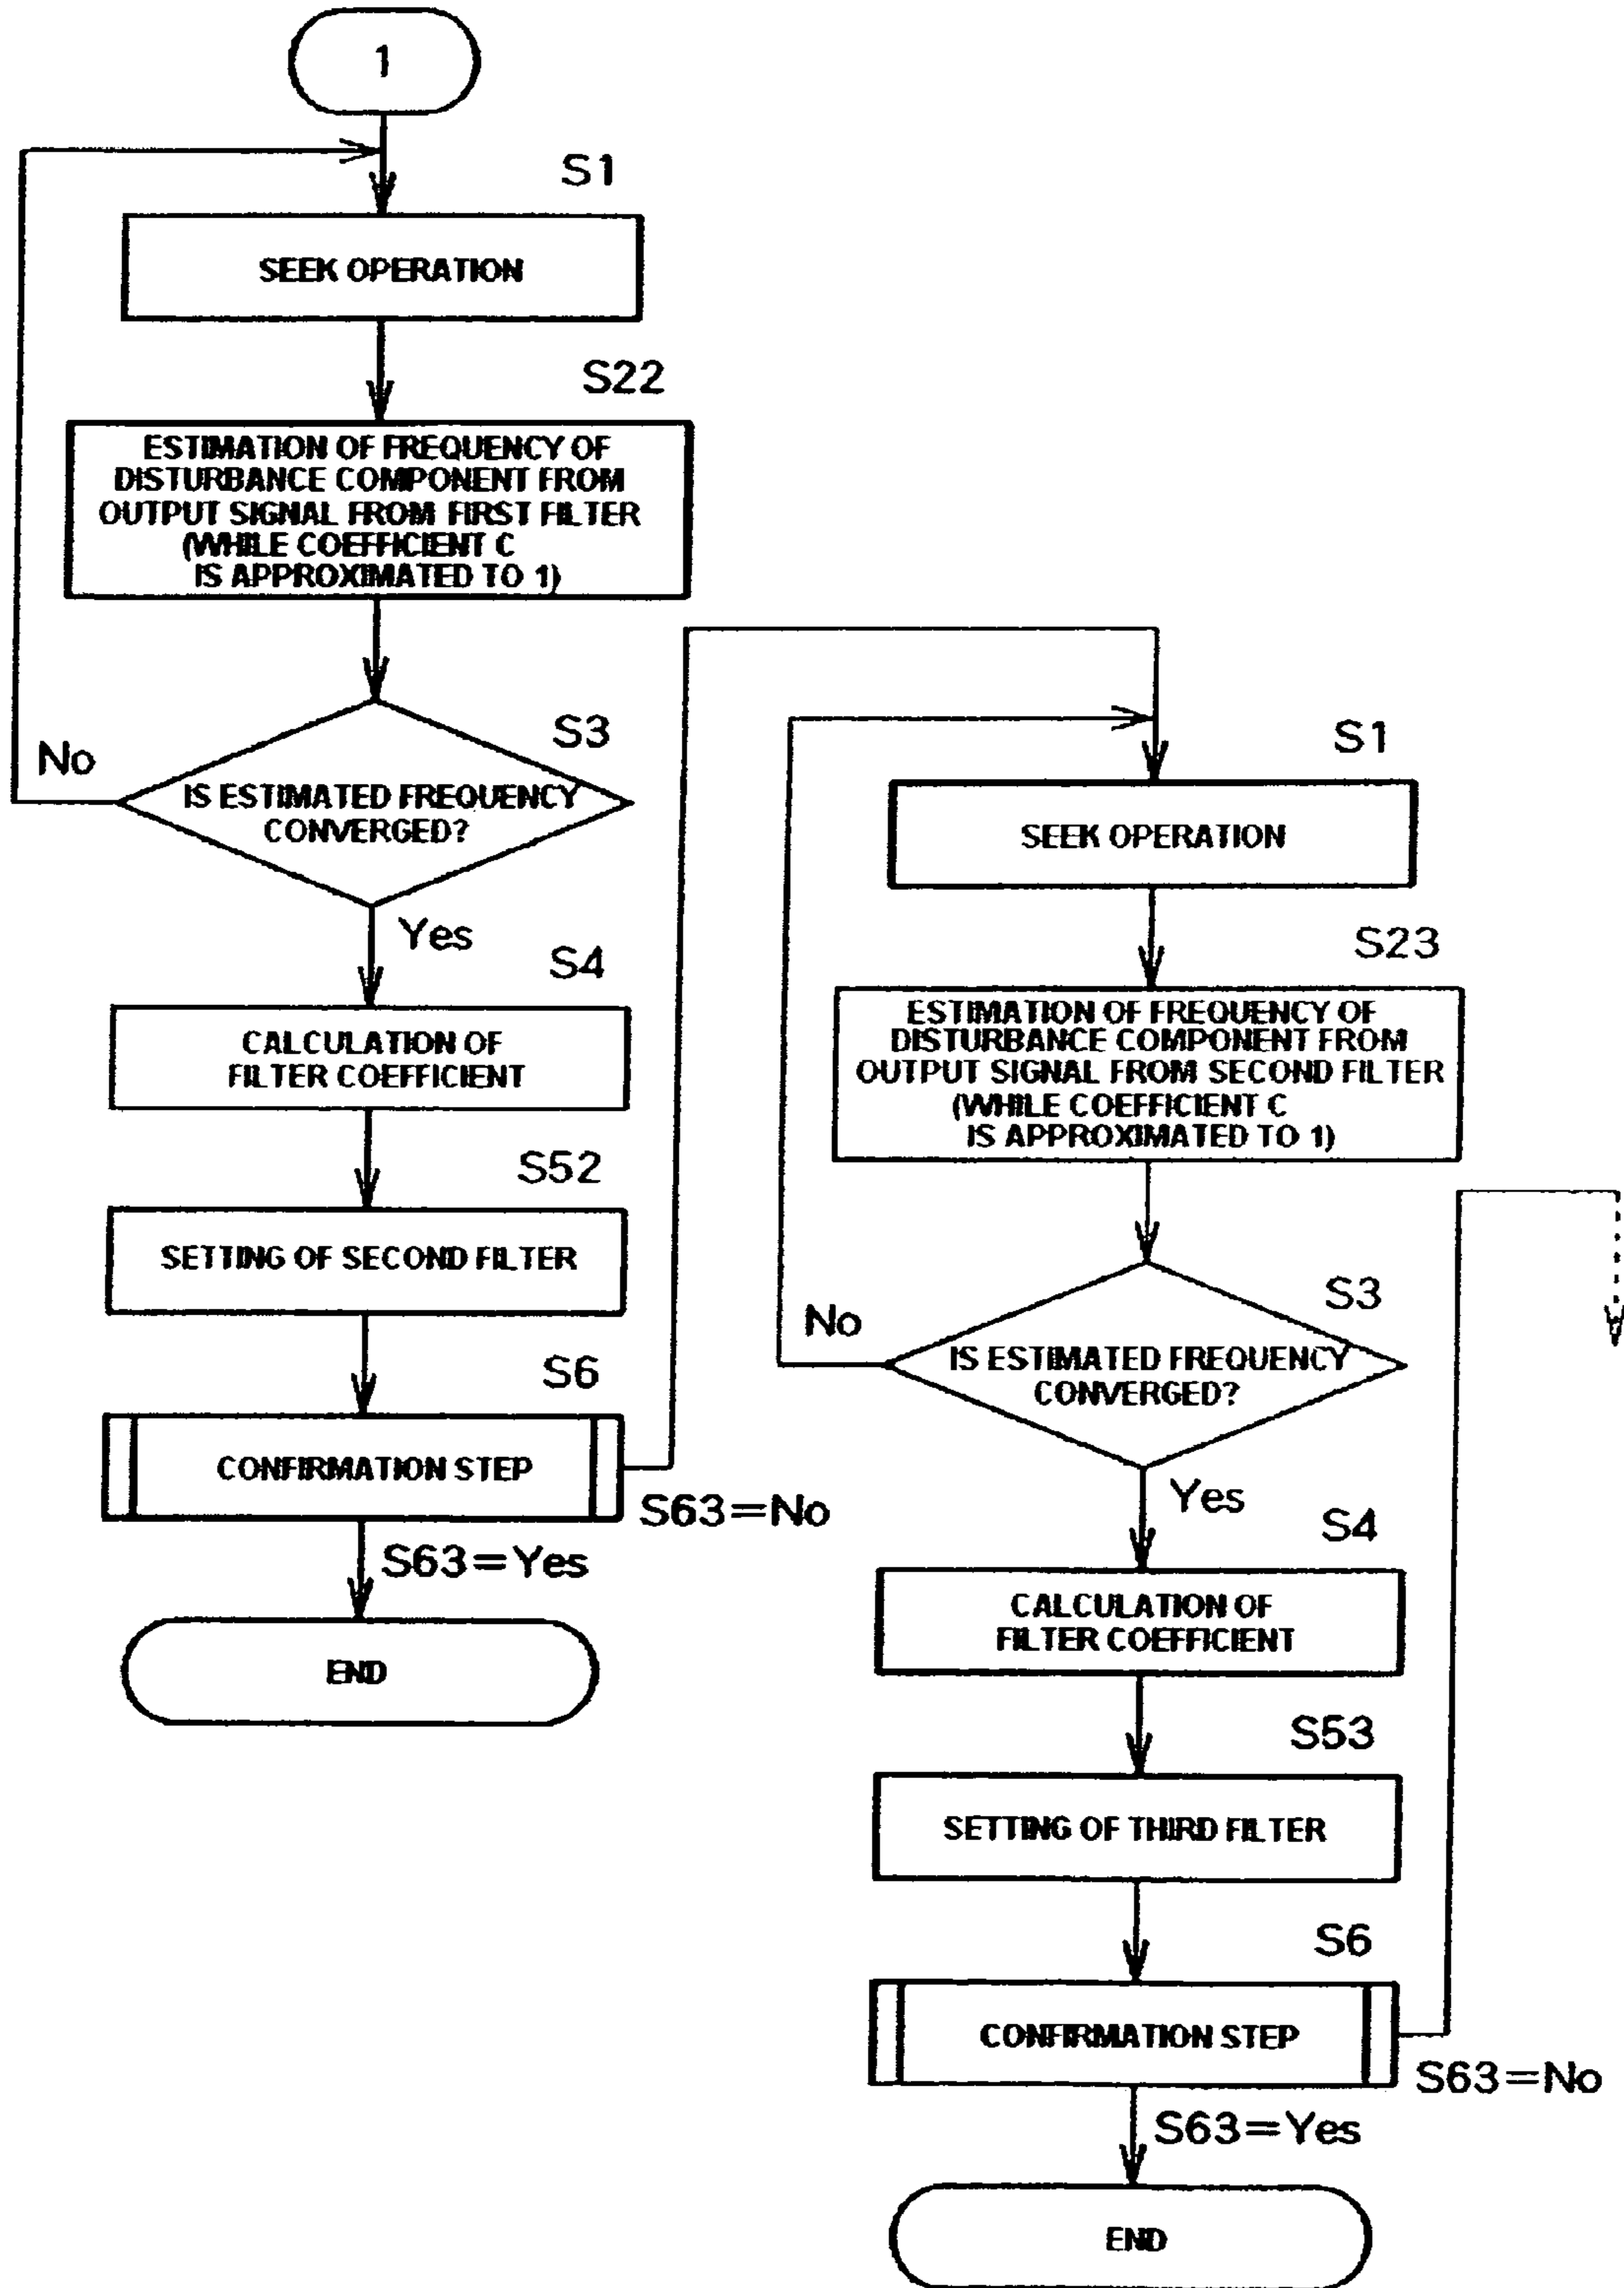 1
S1
SEEK OPERATION
S22
ESTIMATION OF FREQUENCY OF
DISTURBANCE COMPONENT FROM
OUTPUT SIGNAL FROM FIRST FILTER
(WHILE COEFFICIENT C
IS APPROXIMATED TO 1)
S3
No
IS ESTIMATED FREQUENCY
CONVERGED?
Yes
S4
CALCULATION OF
FILTER COEFFICIENT
S52
SETTING OF SECOND FILTER
S6
CONFIRMATION STEP
S63=No
S63=Yes
END
S1
SEEK OPERATION
S23
ESTIMATION OF FREQUENCY OF
DISTURBANCE COMPONENT FROM
OUTPUT SIGNAL FROM SECOND FILTER
(WHILE COEFFICIENT C
IS APPROXIMATED TO 1)
S3
No
IS ESTIMATED FREQUENCY
CONVERGED?
Yes
S4
CALCULATION OF
FILTER COEFFICIENT
S53
SETTING OF THIRD FILTER
S6
CONFIRMATION STEP
S63=No
S63=Yes
END